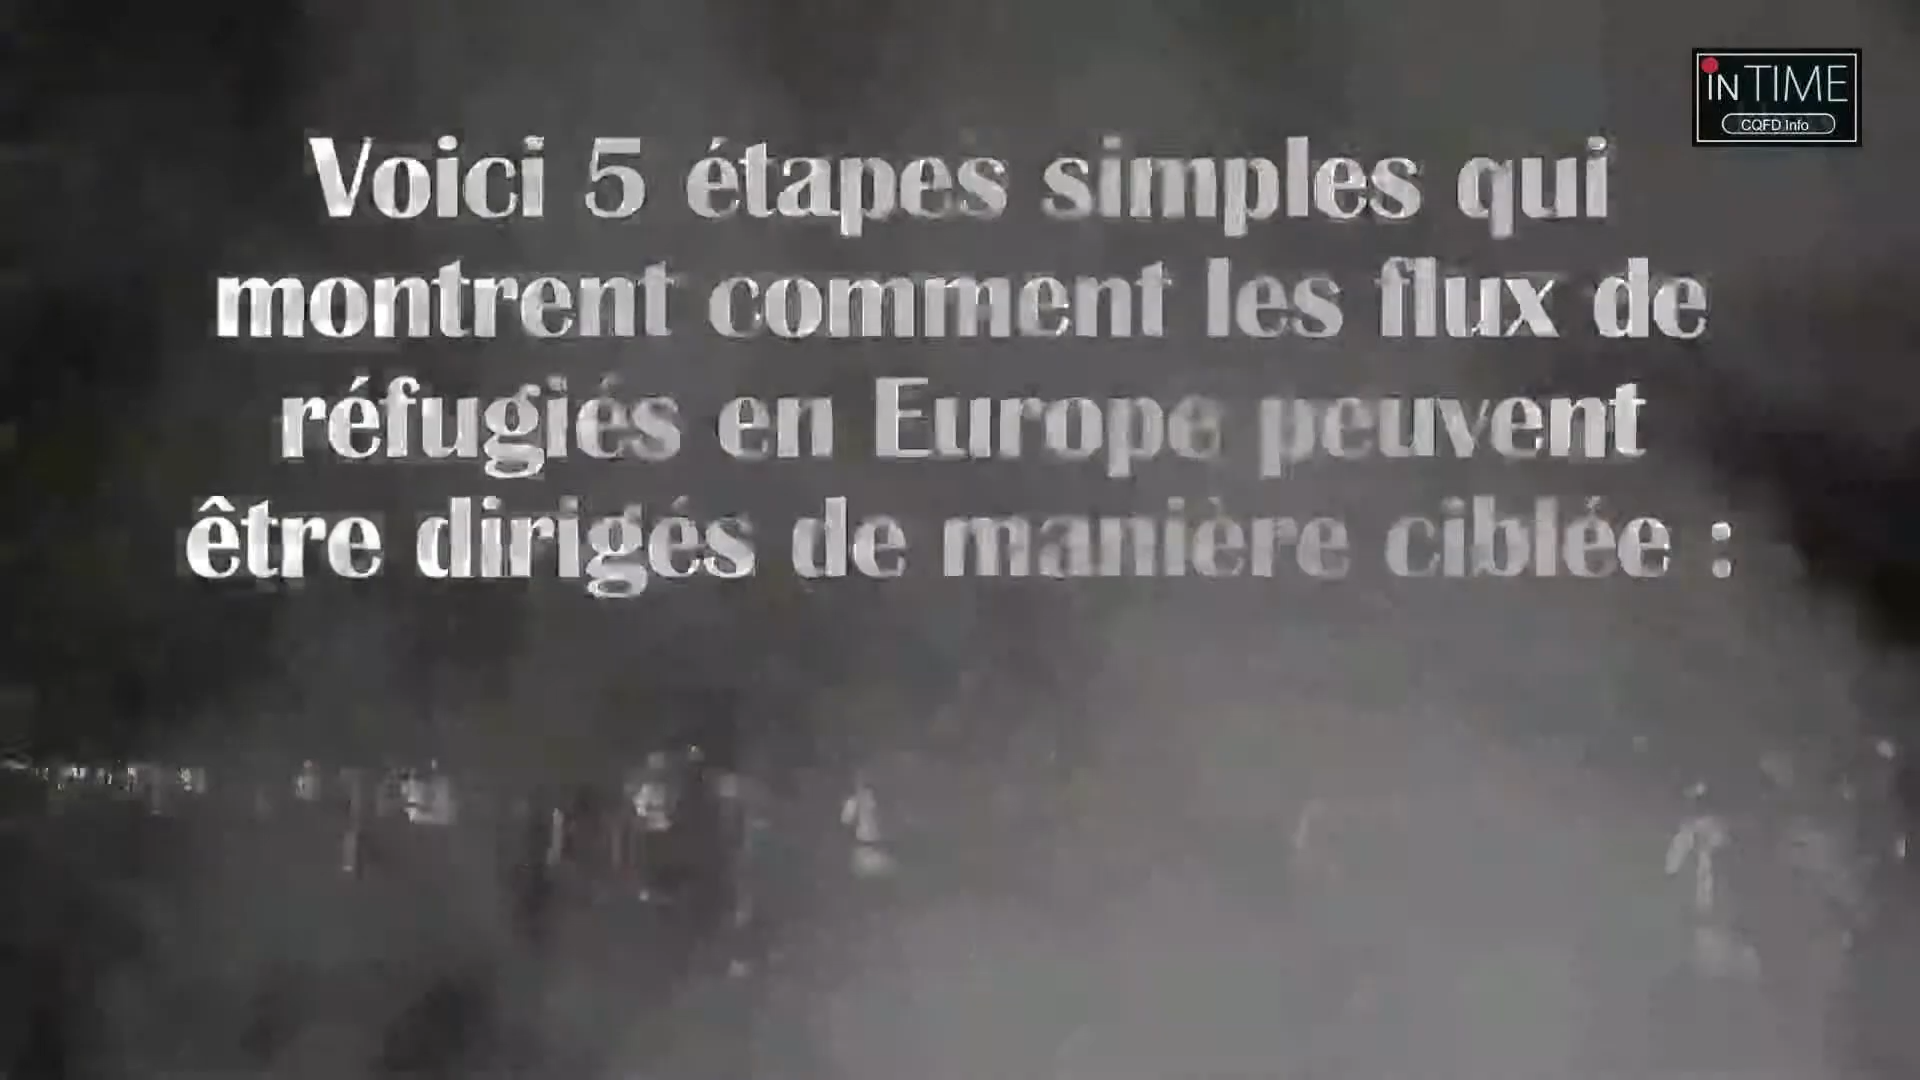 iN TIME
CQFD Info
Voici 5 étapes simples qui
montrent comment les flux de
réfugiés en Europe peuvent
être dirigés de manière ciblée :